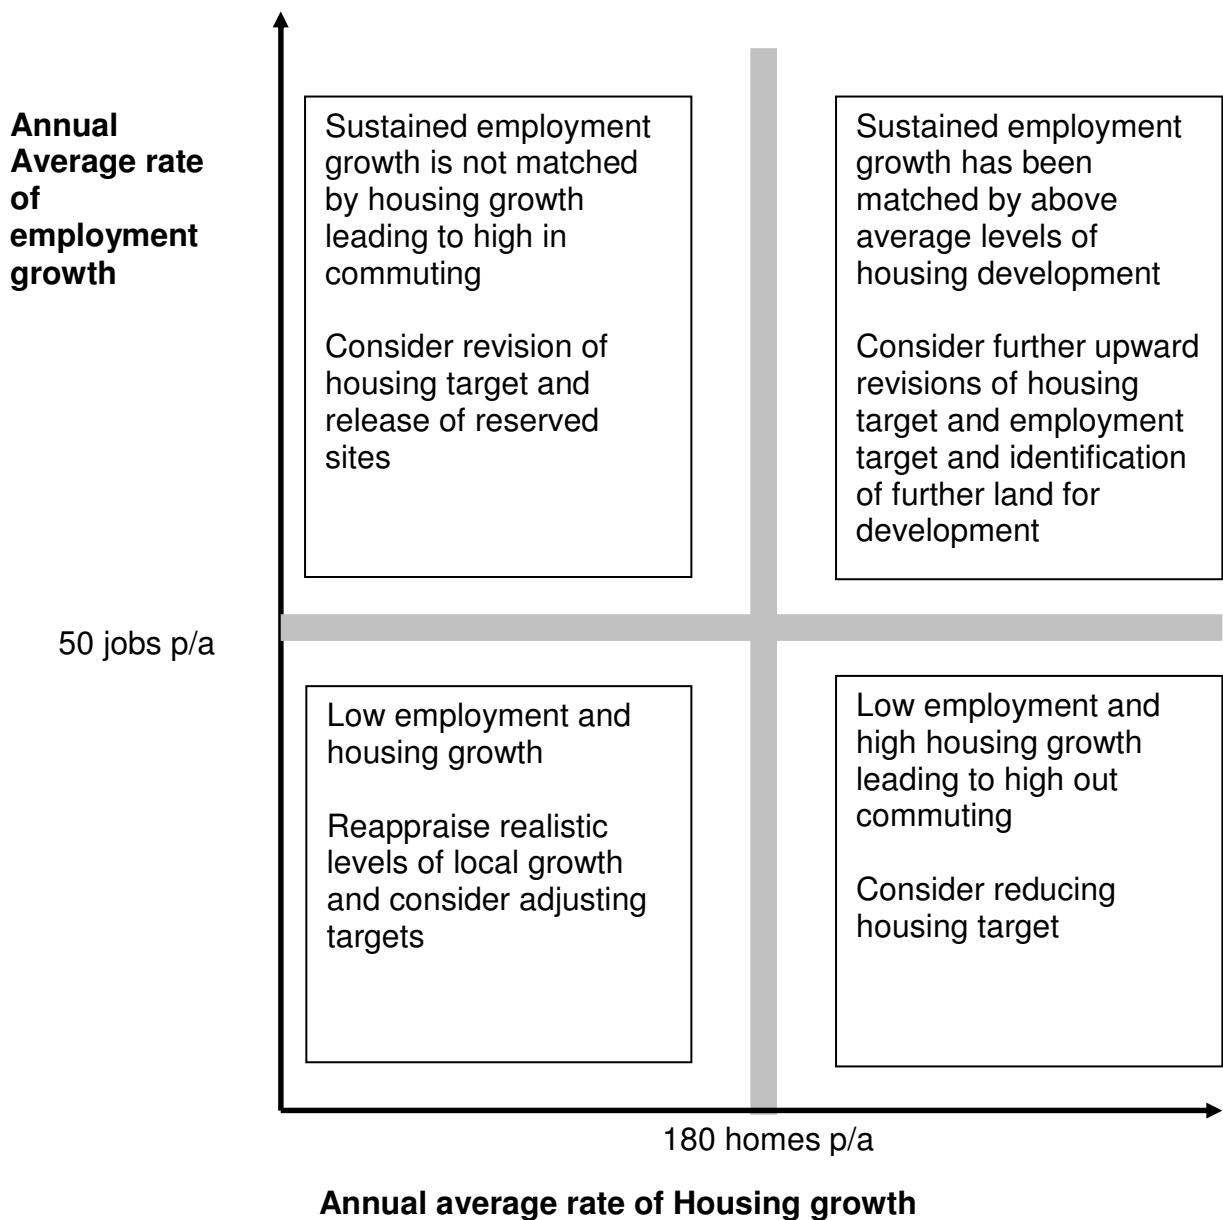 Annual
Average rate
of
employment
growth
Sustained employment
growth is not matched
by housing growth
leading to high in
commuting
Consider revision of
housing target and
release of reserved
sites
Sustained employment
growth has been
matched by above
average levels of
housing development
Consider further upward
revisions of housing
target and employment
target and identification
of further land for
development
50 jobs p/a
Low employment and
housing growth
Reappraise realistic
levels of local growth
and consider adjusting
targets
Low employment and
high housing growth
leading to high out
commuting
Consider reducing
housing target
180 homes p/a
Annual average rate of Housing growth